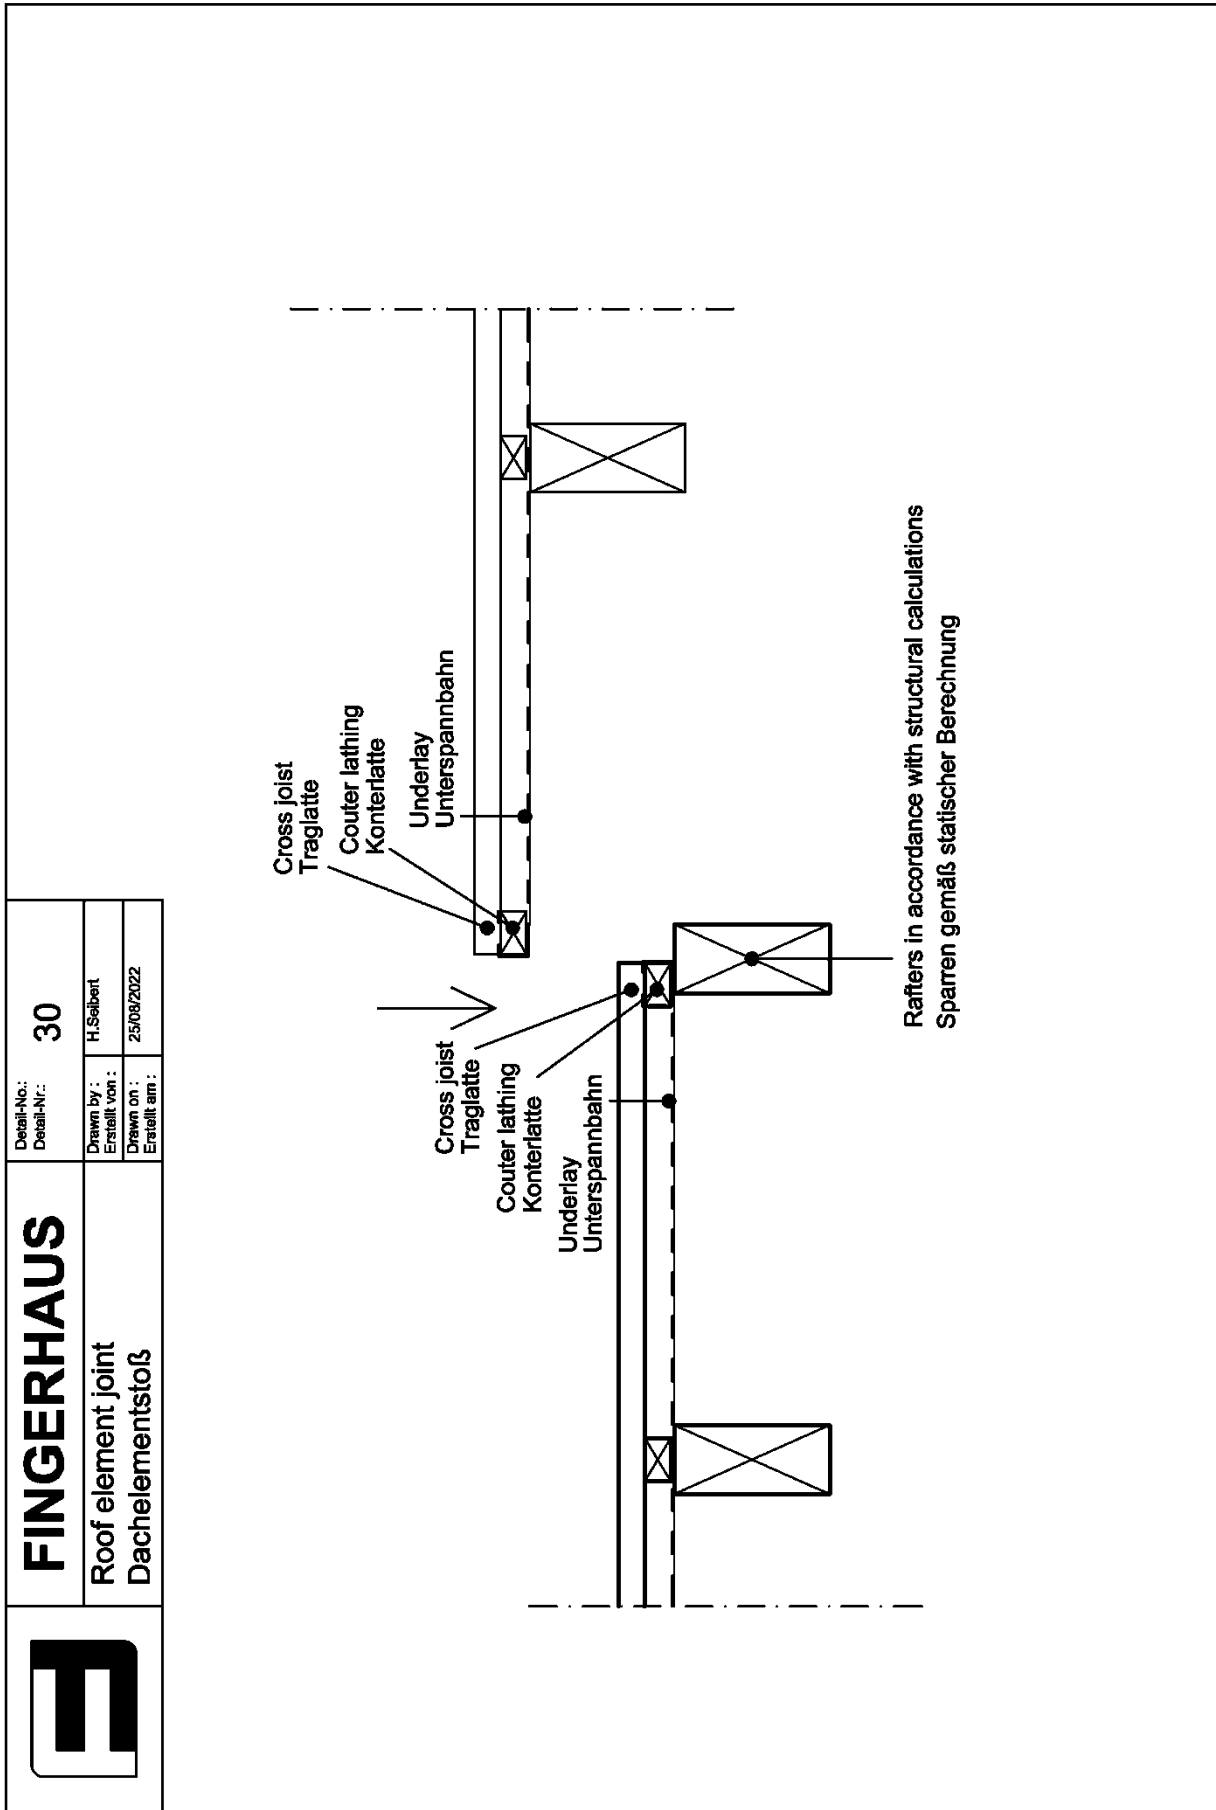 FINGERHAUS
Detail-No.:
Detail-Nr.:
30
Roof element joint
Dachelementstoß
Drawn by :
Erstellt von :
H.Seibert
Drawn on :
Erstellt am :
25/08/2022
Cross joist
Traglatte
Couter lathing
Konterlatte
Underlay
Unterspannbahn
Cross joist
Traglatte
Couter lathing
Konterlatte
Underlay
Unterspannbahn
Rafters in accordance with structural calculations
Sparren gemäß statischer Berechnung